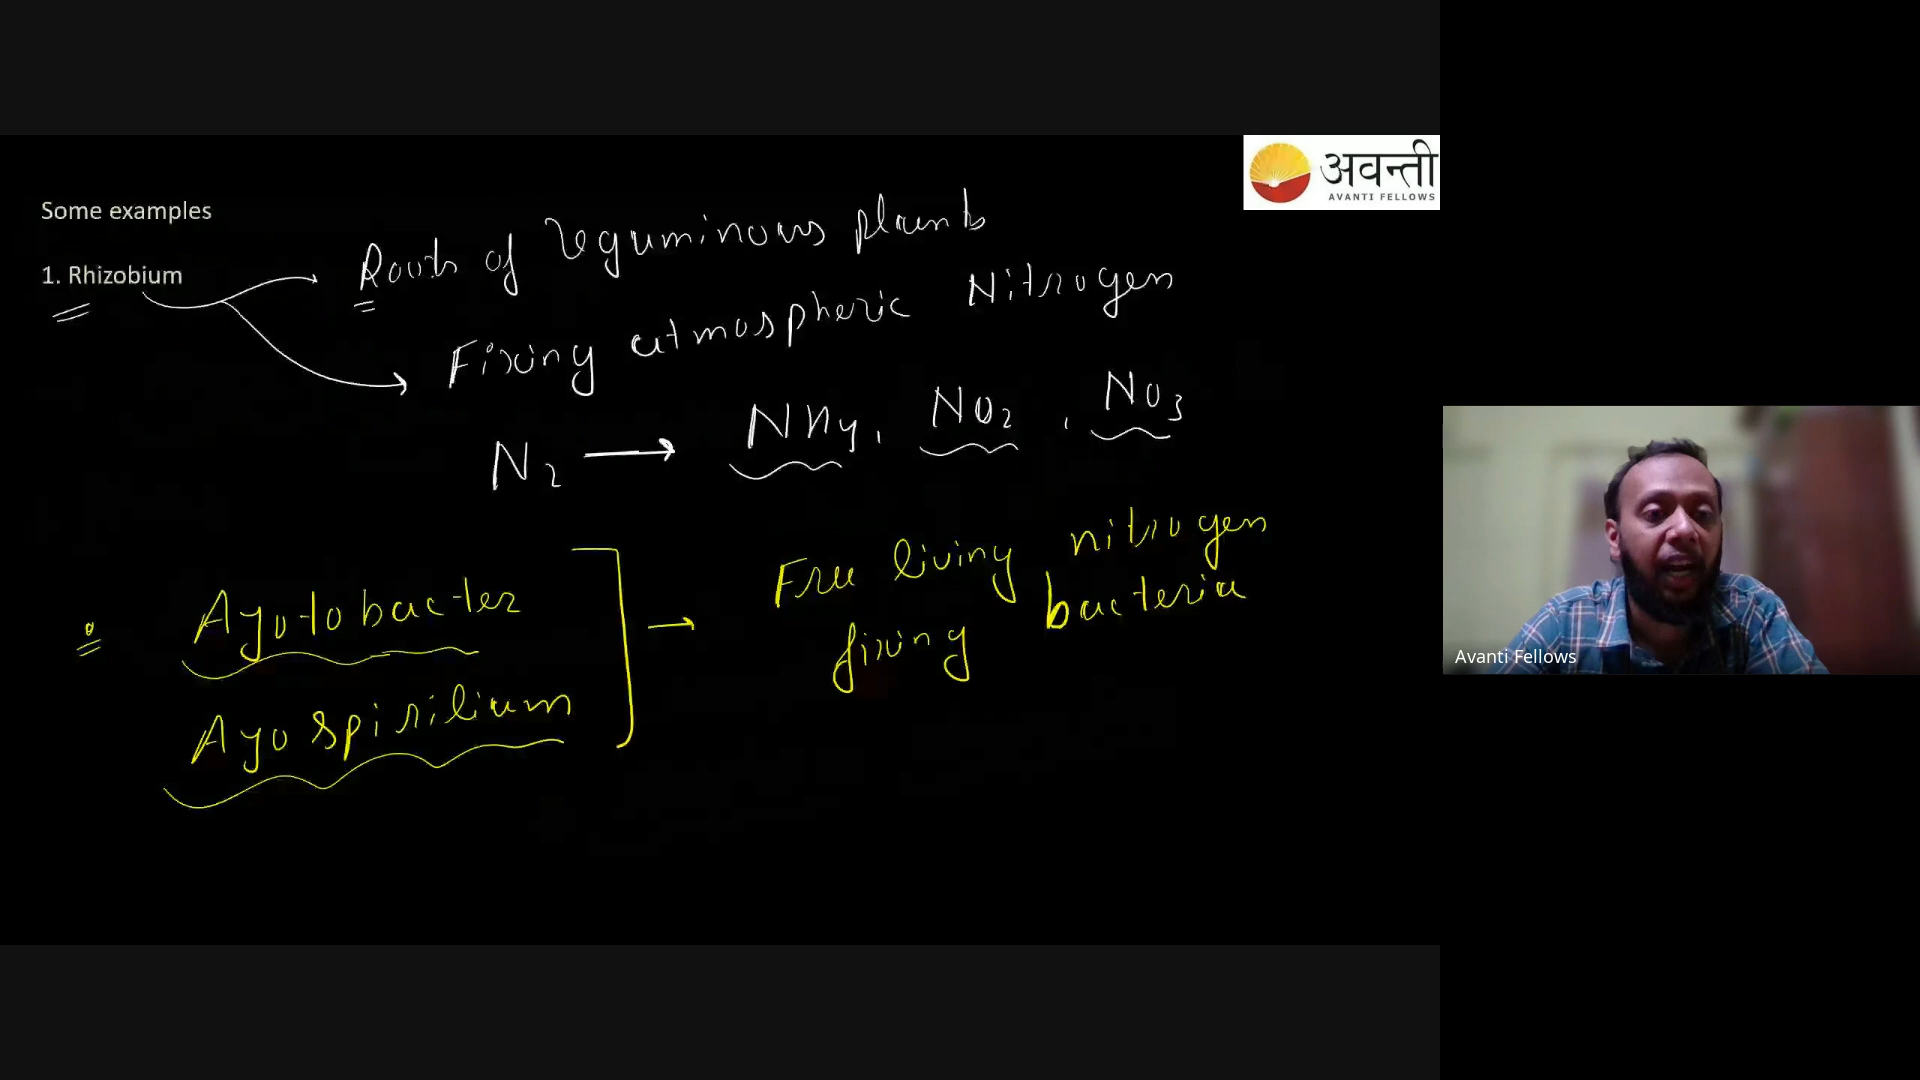 अवन्ती
AVANTI FELLOWS
Some examples
1. Rhizobium
Roots of leguminous plants
Fixing atmospheric Nitrogen
N2 → NH4, NO2, NO3
Azotobacter
Azospirilium
→ Free living nitrogen
fixing bacteria
Avanti Fellows